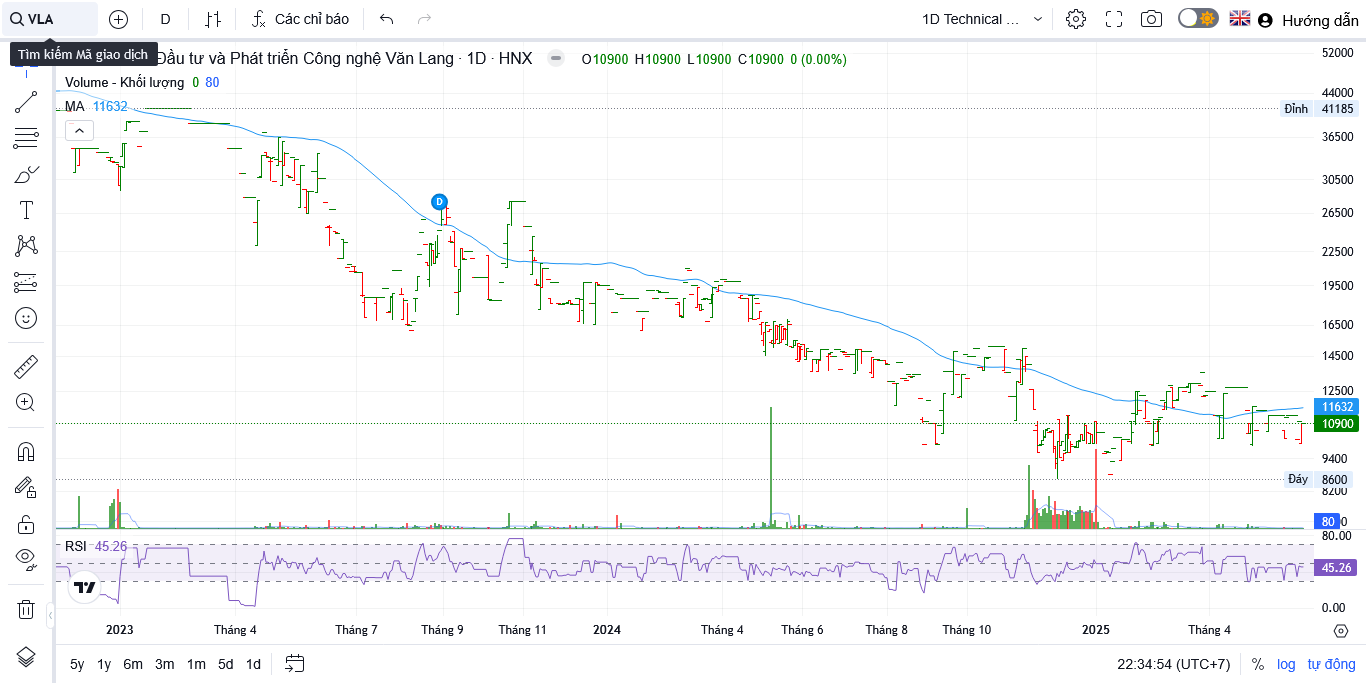 VLA
D
Các chỉ báo
1D Technical ...
Hướng dẫn
Tìm kiếm Mã giao dịch
Đầu tư và Phát triển Công nghệ Văn Lang · 1D · HNX
O10900 H10900 L10900 C10900 0 (0.00%)
Volume - Khối lượng 0 80
MA 11632
D
52000
44000
Đỉnh 41185
36500
30500
26500
22500
19500
16500
14500
12500
11632
10900
9400
Đáy 8600
8200
80
0
RSI 45.26
80.00
45.26
0.00
2023 Tháng 4 Tháng 7 Tháng 9 Tháng 11 2024 Tháng 4 Tháng 6 Tháng 8 Tháng 10 2025 Tháng 4
5y 1y 6m 3m 1m 5d 1d
22:34:54 (UTC+7) % log tự động